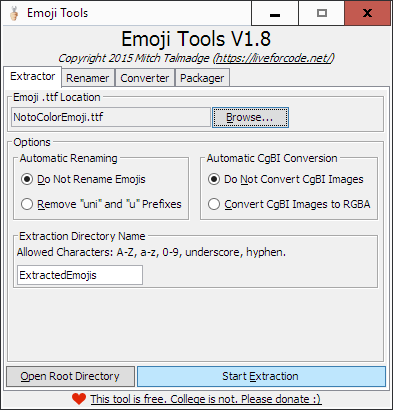 Emoji Tools
Emoji Tools V1.8
Copyright 2015 Mitch Talmadge (https://liveforcode.net/)
Extractor Renamer Converter Packager
Emoji .ttf Location
NotoColorEmoji.ttf Browse...
Options
Automatic Renaming Automatic CgBI Conversion
Do Not Rename Emojis Do Not Convert CgBI Images
Remove "uni" and "u" Prefixes Convert CgBI Images to RGBA
Extraction Directory Name
Allowed Characters: A-Z, a-z, 0-9, underscore, hyphen.
ExtractedEmojis
Open Root Directory Start Extraction
This tool is free. College is not. Please donate :)